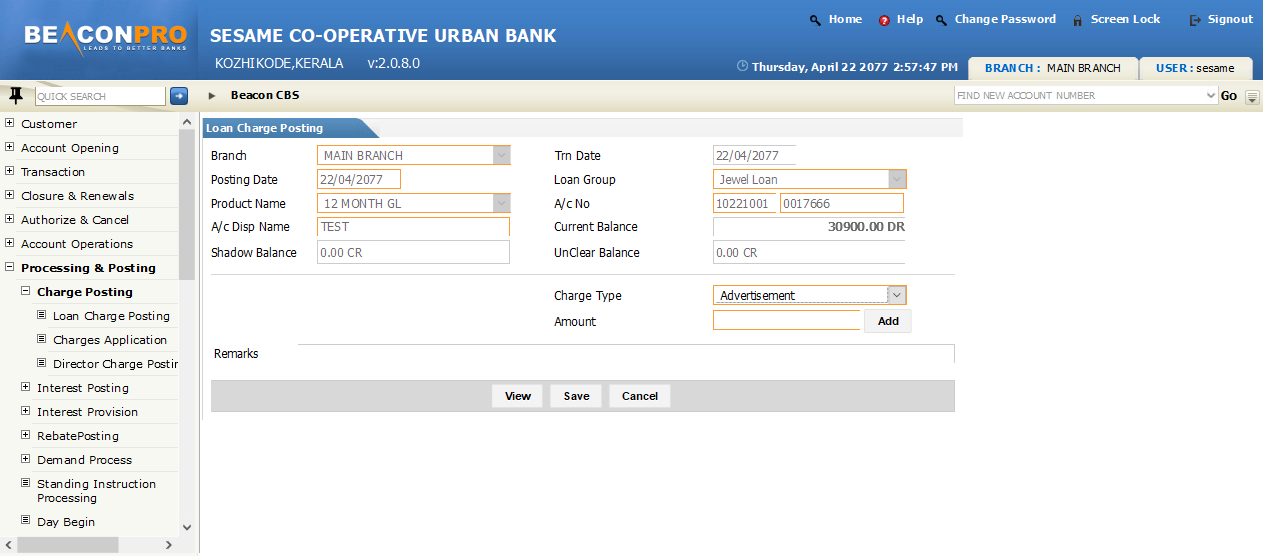 Home Help Change Password Screen Lock Signout
BEACONPRO
LEADS TO BETTER BANKS
SESAME CO-OPERATIVE URBAN BANK
KOZHIKODE,KERALA v:2.0.8.0
Thursday, April 22 2077 2:57:47 PM BRANCH : MAIN BRANCH USER : sesame
QUICK SEARCH Beacon CBS FIND NEW ACCOUNT NUMBER Go
Customer
Account Opening
Transaction
Closure & Renewals
Authorize & Cancel
Account Operations
Processing & Posting
Charge Posting
Loan Charge Posting
Charges Application
Director Charge Postin
Interest Posting
Interest Provision
RebatePosting
Demand Process
Standing Instruction
Processing
Day Begin
Loan Charge Posting
Branch MAIN BRANCH Trn Date 22/04/2077
Posting Date 22/04/2077 Loan Group Jewel Loan
Product Name 12 MONTH GL A/c No 10221001 0017666
A/c Disp Name TEST Current Balance 30900.00 DR
Shadow Balance 0.00 CR UnClear Balance 0.00 CR
Charge Type Advertisement
Amount Add
Remarks
View Save Cancel